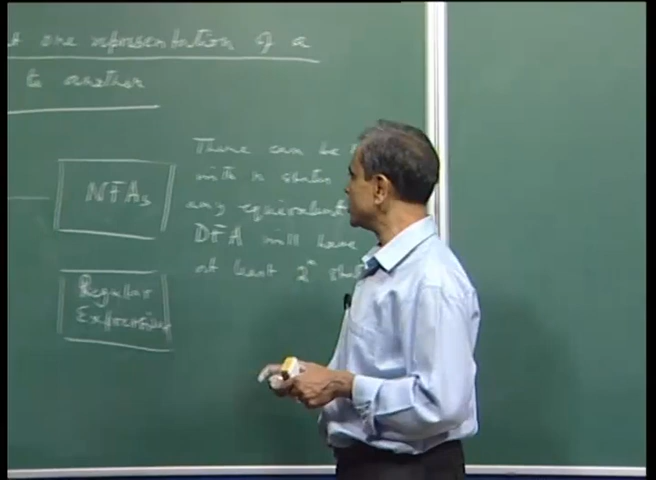 one representation of a
to another
There can be
NFAs
with n states
any equivalent
DFA will have
at least 2^n
Regular
Expressions